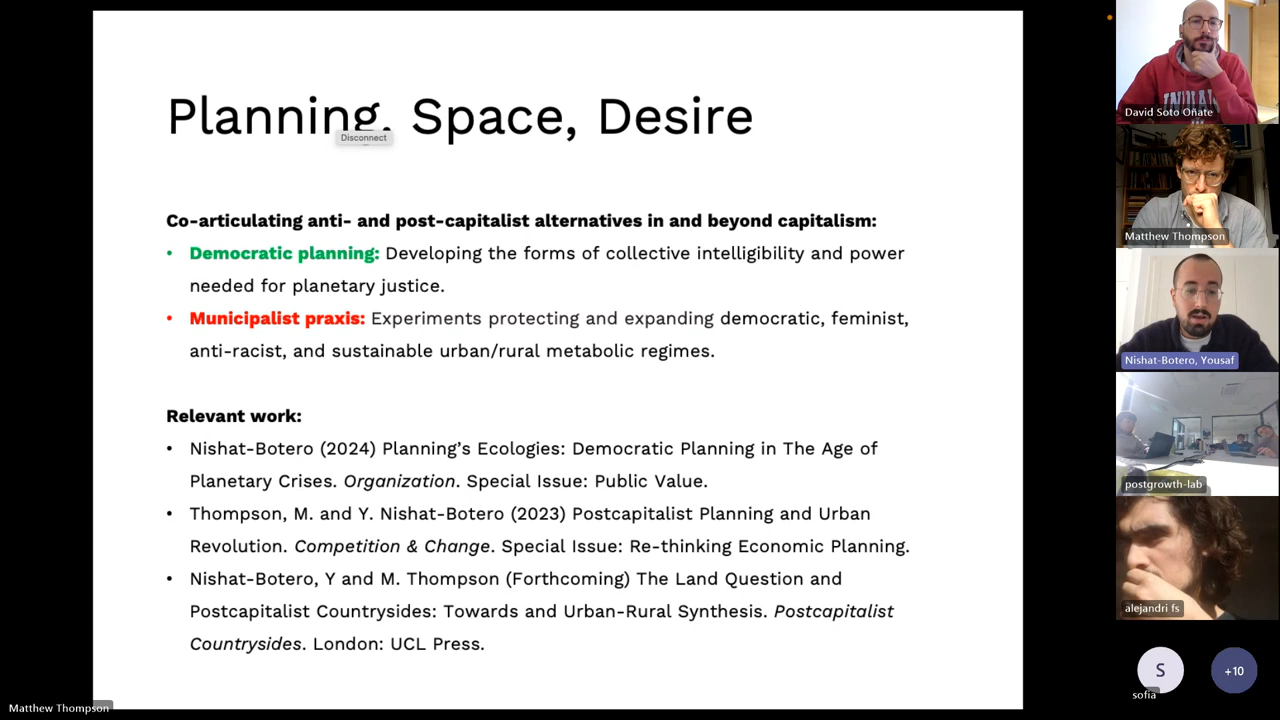 Planning, Space, Desire
Disconnect
Co-articulating anti- and post-capitalist alternatives in and beyond capitalism:
• Democratic planning: Developing the forms of collective intelligibility and power
needed for planetary justice.
• Municipalist praxis: Experiments protecting and expanding democratic, feminist,
anti-racist, and sustainable urban/rural metabolic regimes.
Relevant work:
• Nishat-Botero (2024) Planning’s Ecologies: Democratic Planning in The Age of
Planetary Crises. Organization. Special Issue: Public Value.
• Thompson, M. and Y. Nishat-Botero (2023) Postcapitalist Planning and Urban
Revolution. Competition & Change. Special Issue: Re-thinking Economic Planning.
• Nishat-Botero, Y and M. Thompson (Forthcoming) The Land Question and
Postcapitalist Countrysides: Towards and Urban-Rural Synthesis. Postcapitalist
Countrysides. London: UCL Press.
Matthew Thompson
David Soto Oñate
Matthew Thompson
Nishat-Botero, Yousaf
postgrowth-lab
alejandri fs
S
sofia
+10